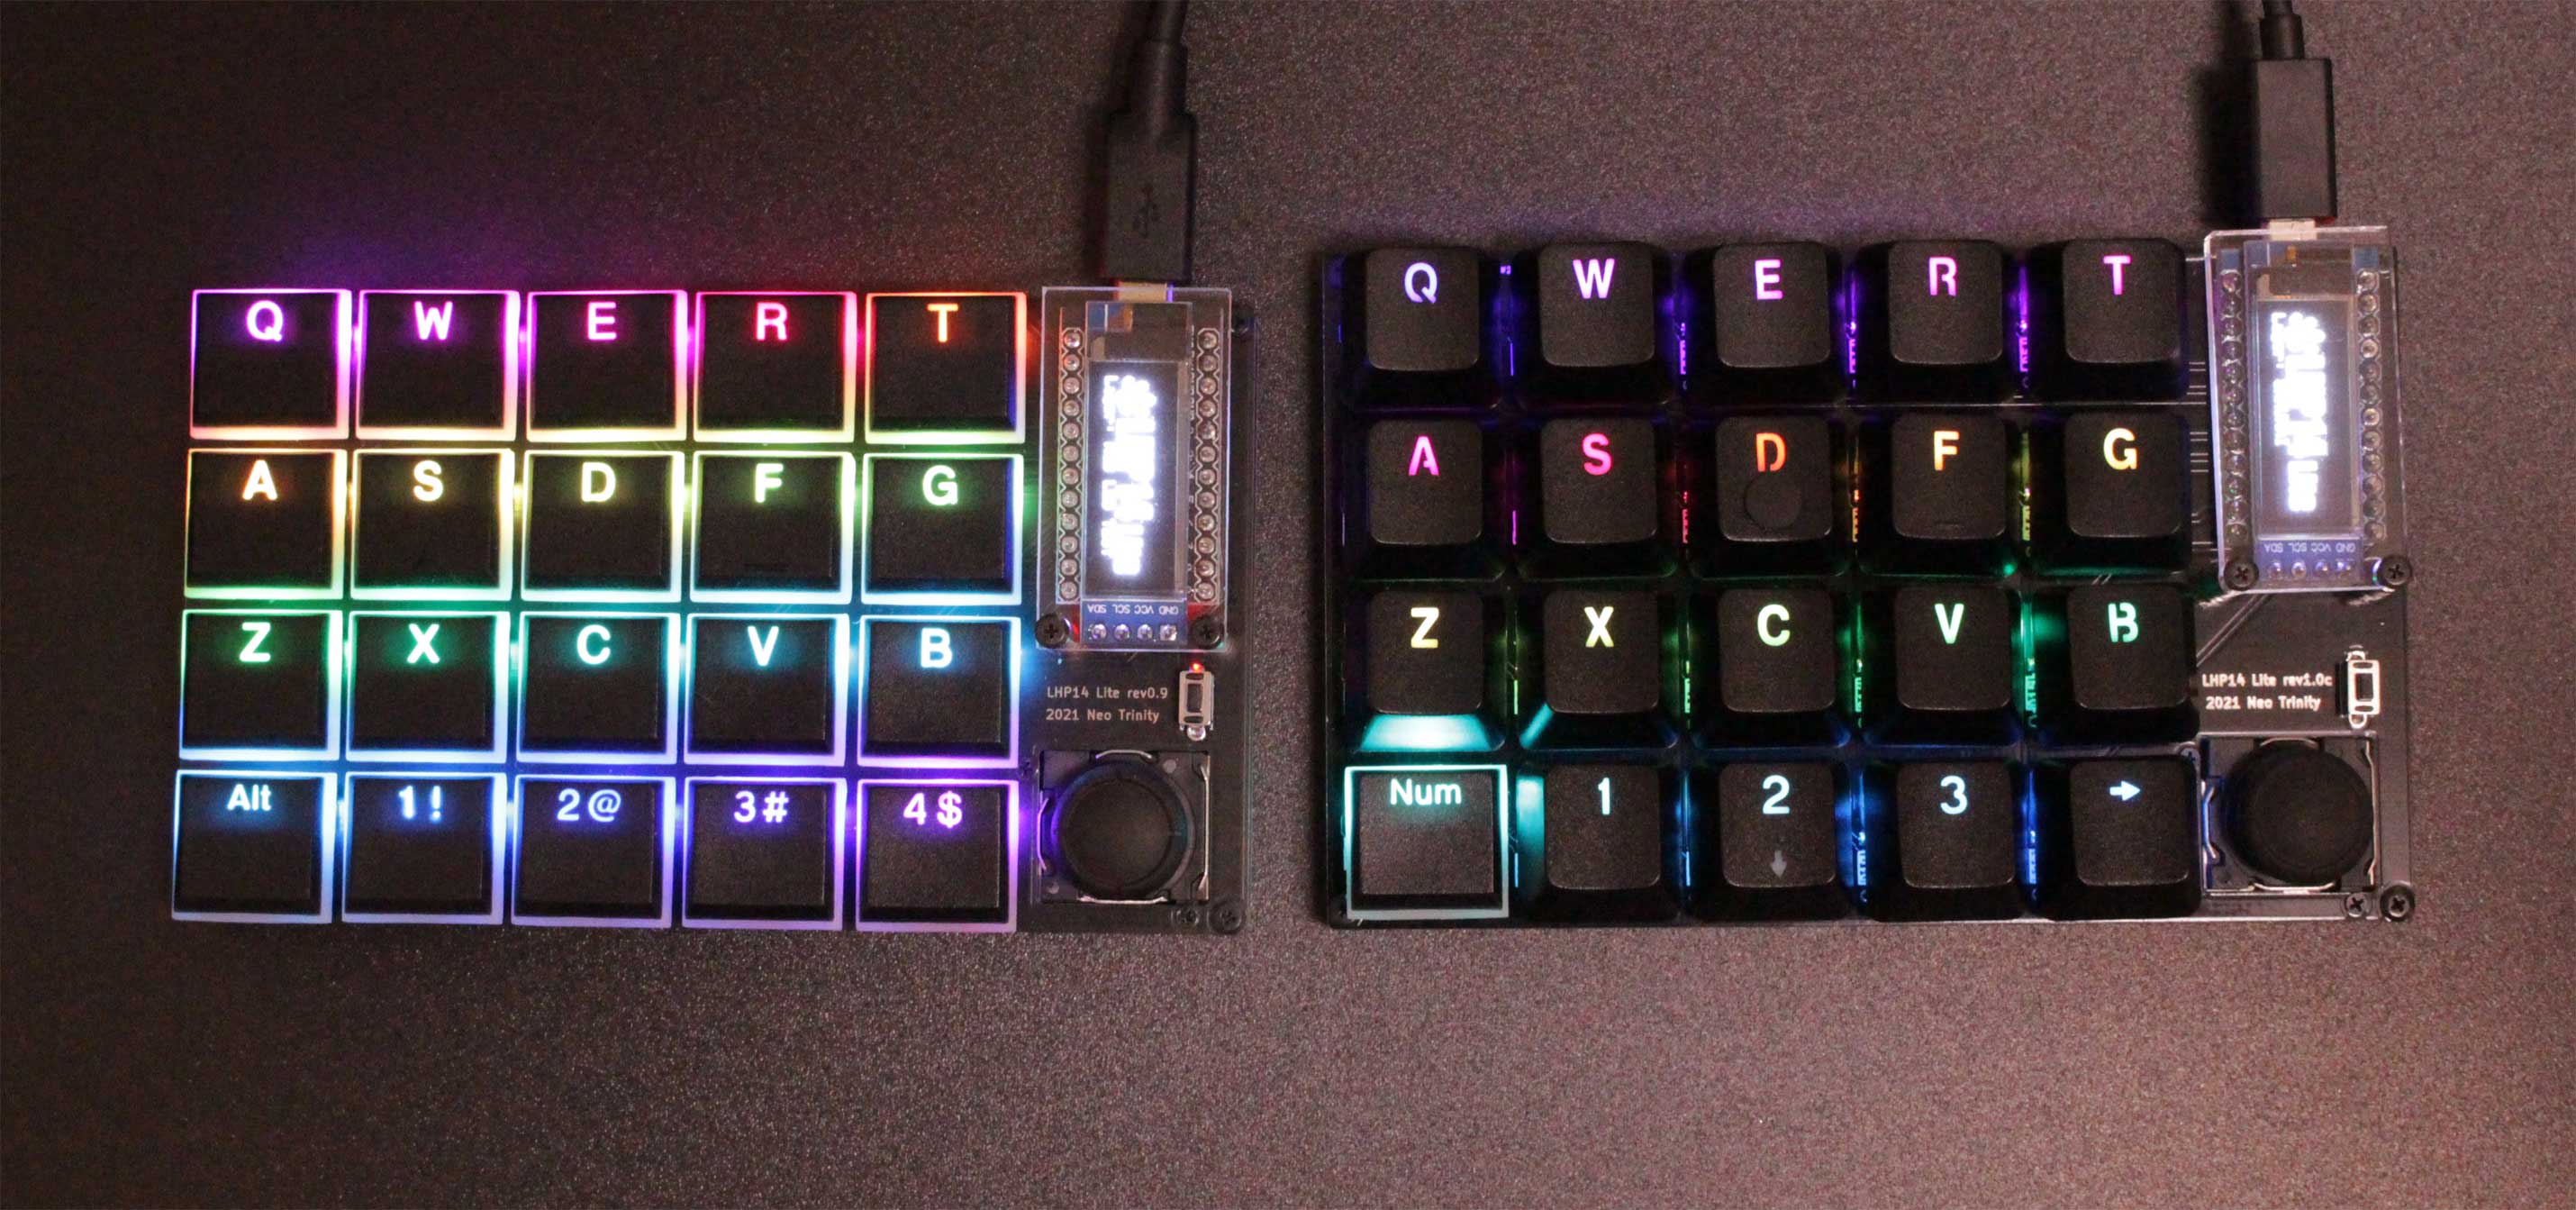 Q W E R T
A S D F G
Z X C V B
Alt 1! 2@ 3# 4$
GND VCC SCL SDA
LHP14 Lite rev0.9
2021 Neo Trinity
Q W E R T
A S D F G
Z X C V B
Num 1 2 3 →
↓
GND VCC SCL SDA
LHP14 Lite rev1.0c
2021 Neo Trinity